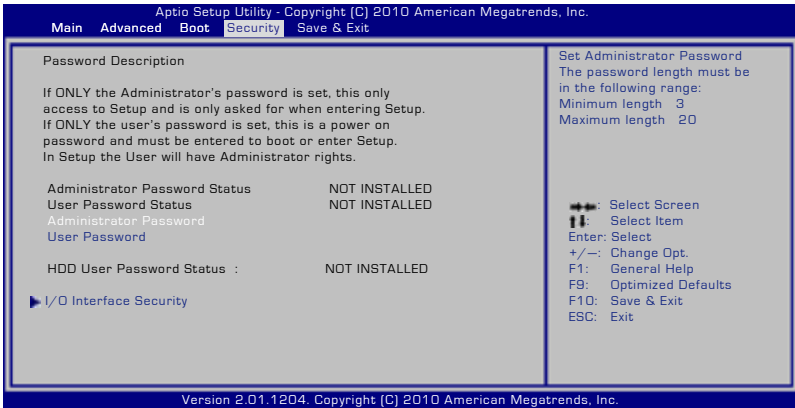 Aptio Setup Utility - Copyright (C) 2010 American Megatrends, Inc.
Main Advanced Boot Security Save & Exit
Password Description
If ONLY the Administrator's password is set, this only
access to Setup and is only asked for when entering Setup.
If ONLY the user's password is set, this is a power on
password and must be entered to boot or enter Setup.
In Setup the User will have Administrator rights.
Administrator Password Status NOT INSTALLED
User Password Status NOT INSTALLED
Administrator Password
User Password
HDD User Password Status : NOT INSTALLED
I/O Interface Security
Set Administrator Password
The password length must be
in the following range:
Minimum length 3
Maximum length 20
: Select Screen
: Select Item
Enter: Select
+/—: Change Opt.
F1: General Help
F9: Optimized Defaults
F10: Save & Exit
ESC: Exit
Version 2.01.1204. Copyright (C) 2010 American Megatrends, Inc.